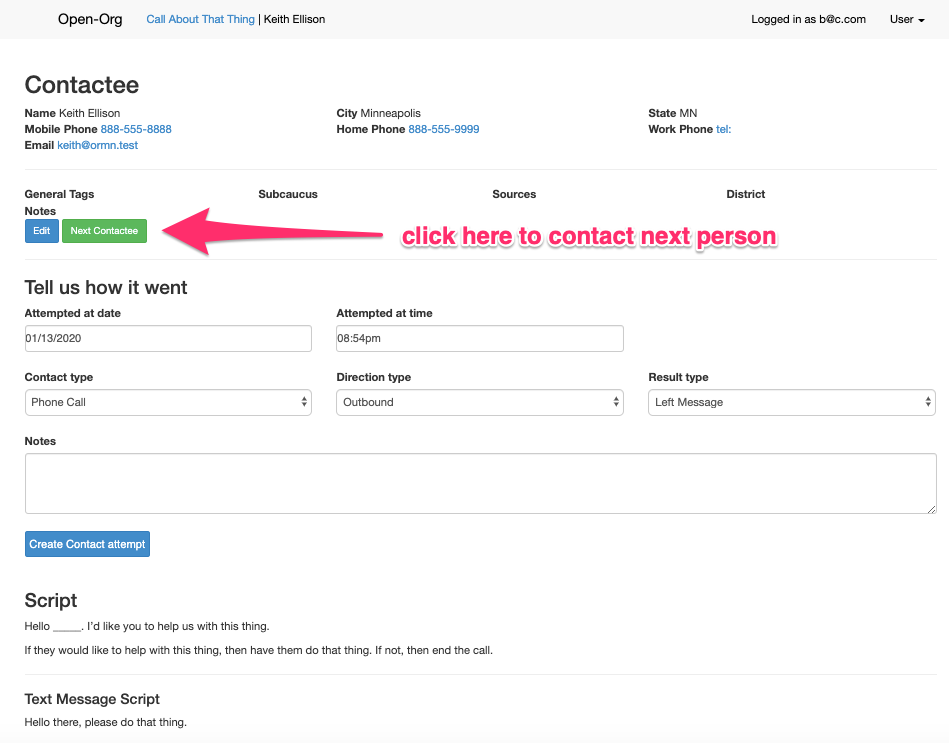 Open-Org Call About That Thing | Keith Ellison Logged in as b@c.com User
Contactee
Name Keith Ellison City Minneapolis State MN
Mobile Phone 888-555-8888 Home Phone 888-555-9999 Work Phone tel:
Email keith@ormn.test
General Tags Subcaucus Sources District
Notes
Edit Next Contactee click here to contact next person
Tell us how it went
Attempted at date Attempted at time
01/13/2020 08:54pm
Contact type Direction type Result type
Phone Call Outbound Left Message
Notes
Create Contact attempt
Script
Hello _____. I'd like you to help us with this thing.
If they would like to help with this thing, then have them do that thing. If not, then end the call.
Text Message Script
Hello there, please do that thing.